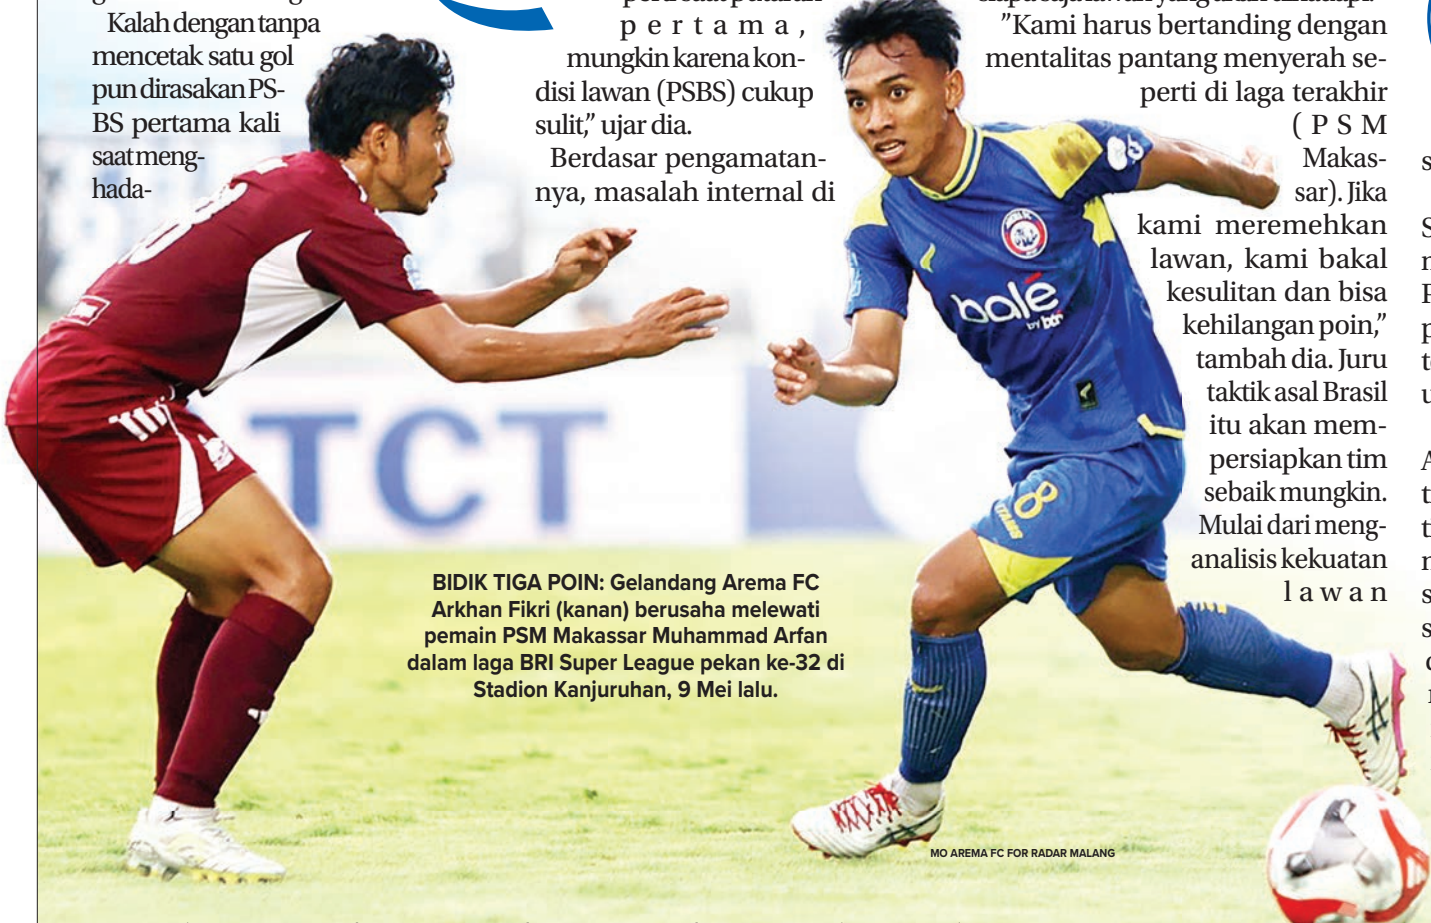 Kalah dengan tanpa
mencetak satu gol
pun dirasakan PS-
BS pertama kali
saat meng-
hada-
pertama,
mungkin karena kon-
disi lawan (PSBS) cukup
sulit," ujar dia.
Berdasar pengamatan-
nya, masalah internal di
"Kami harus bertanding dengan
mentalitas pantang menyerah se-
perti di laga terakhir
(PSM
Makas-
sar). Jika
kami meremehkan
lawan, kami bakal
kesulitan dan bisa
kehilangan poin,"
tambah dia. Juru
taktik asal Brasil
itu akan mem-
persiapkan tim
sebaik mungkin.
Mulai dari meng-
analisis kekuatan
lawan
TCT
balé
by btn
8
BIDIK TIGA POIN: Gelandang Arema FC
Arkhan Fikri (kanan) berusaha melewati
pemain PSM Makassar Muhammad Arfan
dalam laga BRI Super League pekan ke-32 di
Stadion Kanjuruhan, 9 Mei lalu.
MO AREMA FC FOR RADAR MALANG